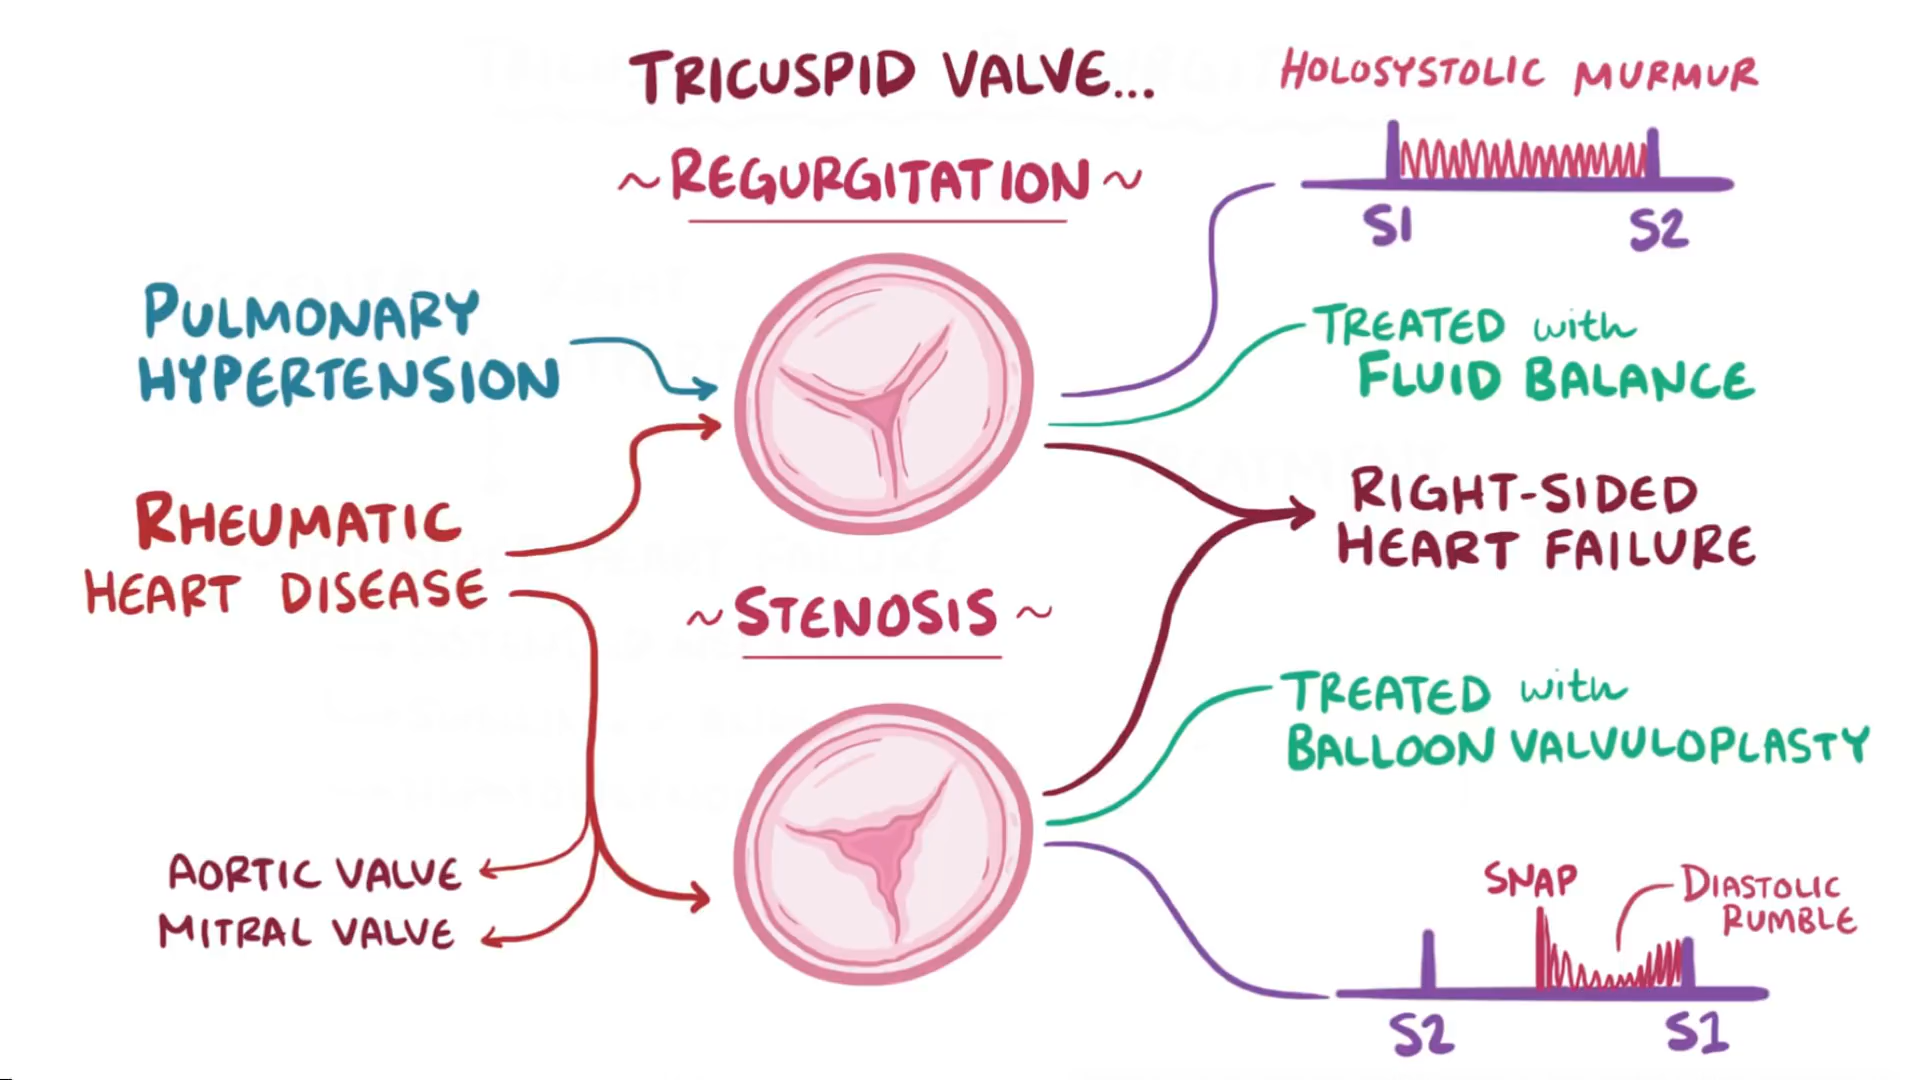 TRICUSPID VALVE...
~REGURGITATION~
HOLOSYSTOLIC MURMUR
S1 S2
PULMONARY
HYPERTENSION
TREATED with
FLUID BALANCE
RHEUMATIC
HEART DISEASE
RIGHT-SIDED
HEART FAILURE
~STENOSIS~
TREATED with
BALLOON VALVULOPLASTY
AORTIC VALVE
MITRAL VALVE
SNAP
DIASTOLIC
RUMBLE
S2 S1